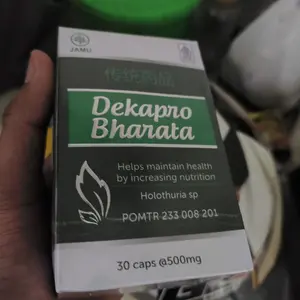 JAMU
Dekapro
Bharata
Helps maintain health
by increasing nutrition
Holothuria sp
POMTR 233 008 201
30 caps @500mg